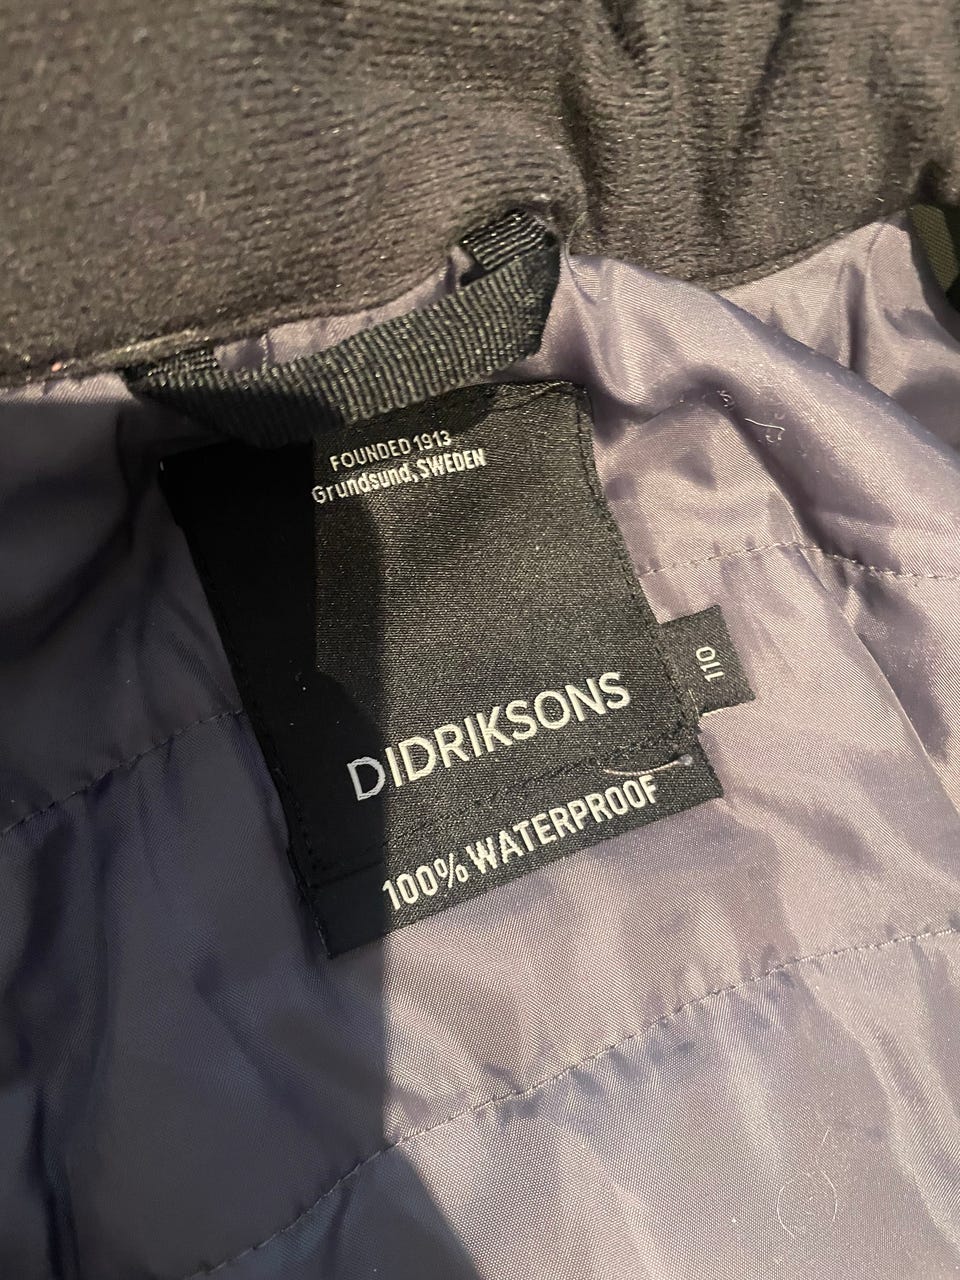 FOUNDED 1913
Grundsund, SWEDEN
DIDRIKSONS
110
100% WATERPROOF